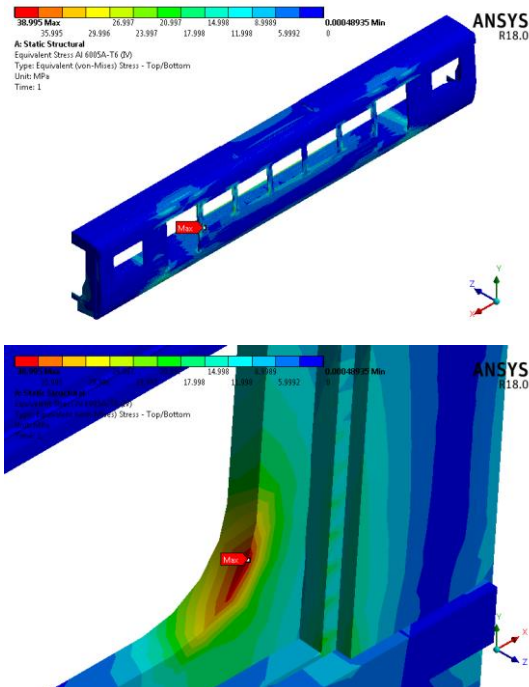 38.995 Max 26.997 20.997 14.998 8.9989 0.00048935 Min
35.995 29.996 23.997 17.998 11.998 5.9992 0
A: Static Structural
Equivalent Stress Al 6005A-T6 (IV)
Type: Equivalent (von-Mises) Stress - Top/Bottom
Unit: MPa
Time: 1
ANSYS
R18.0
Max
Y
Z
X
14.998 8.9989 0.00048935 Min
17.998 11.998 5.9992 0
ANSYS
R18.0
Max
Y
X
Z